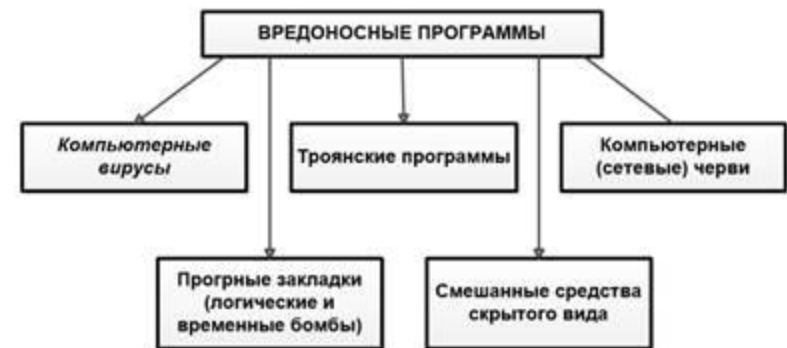 ВРЕДОНОСНЫЕ ПРОГРАММЫ
Компьютерные
вирусы
Троянские программы
Компьютерные
(сетевые) черви
Прогрные закладки
(логические и
временные бомбы)
Смешанные средства
скрытого вида